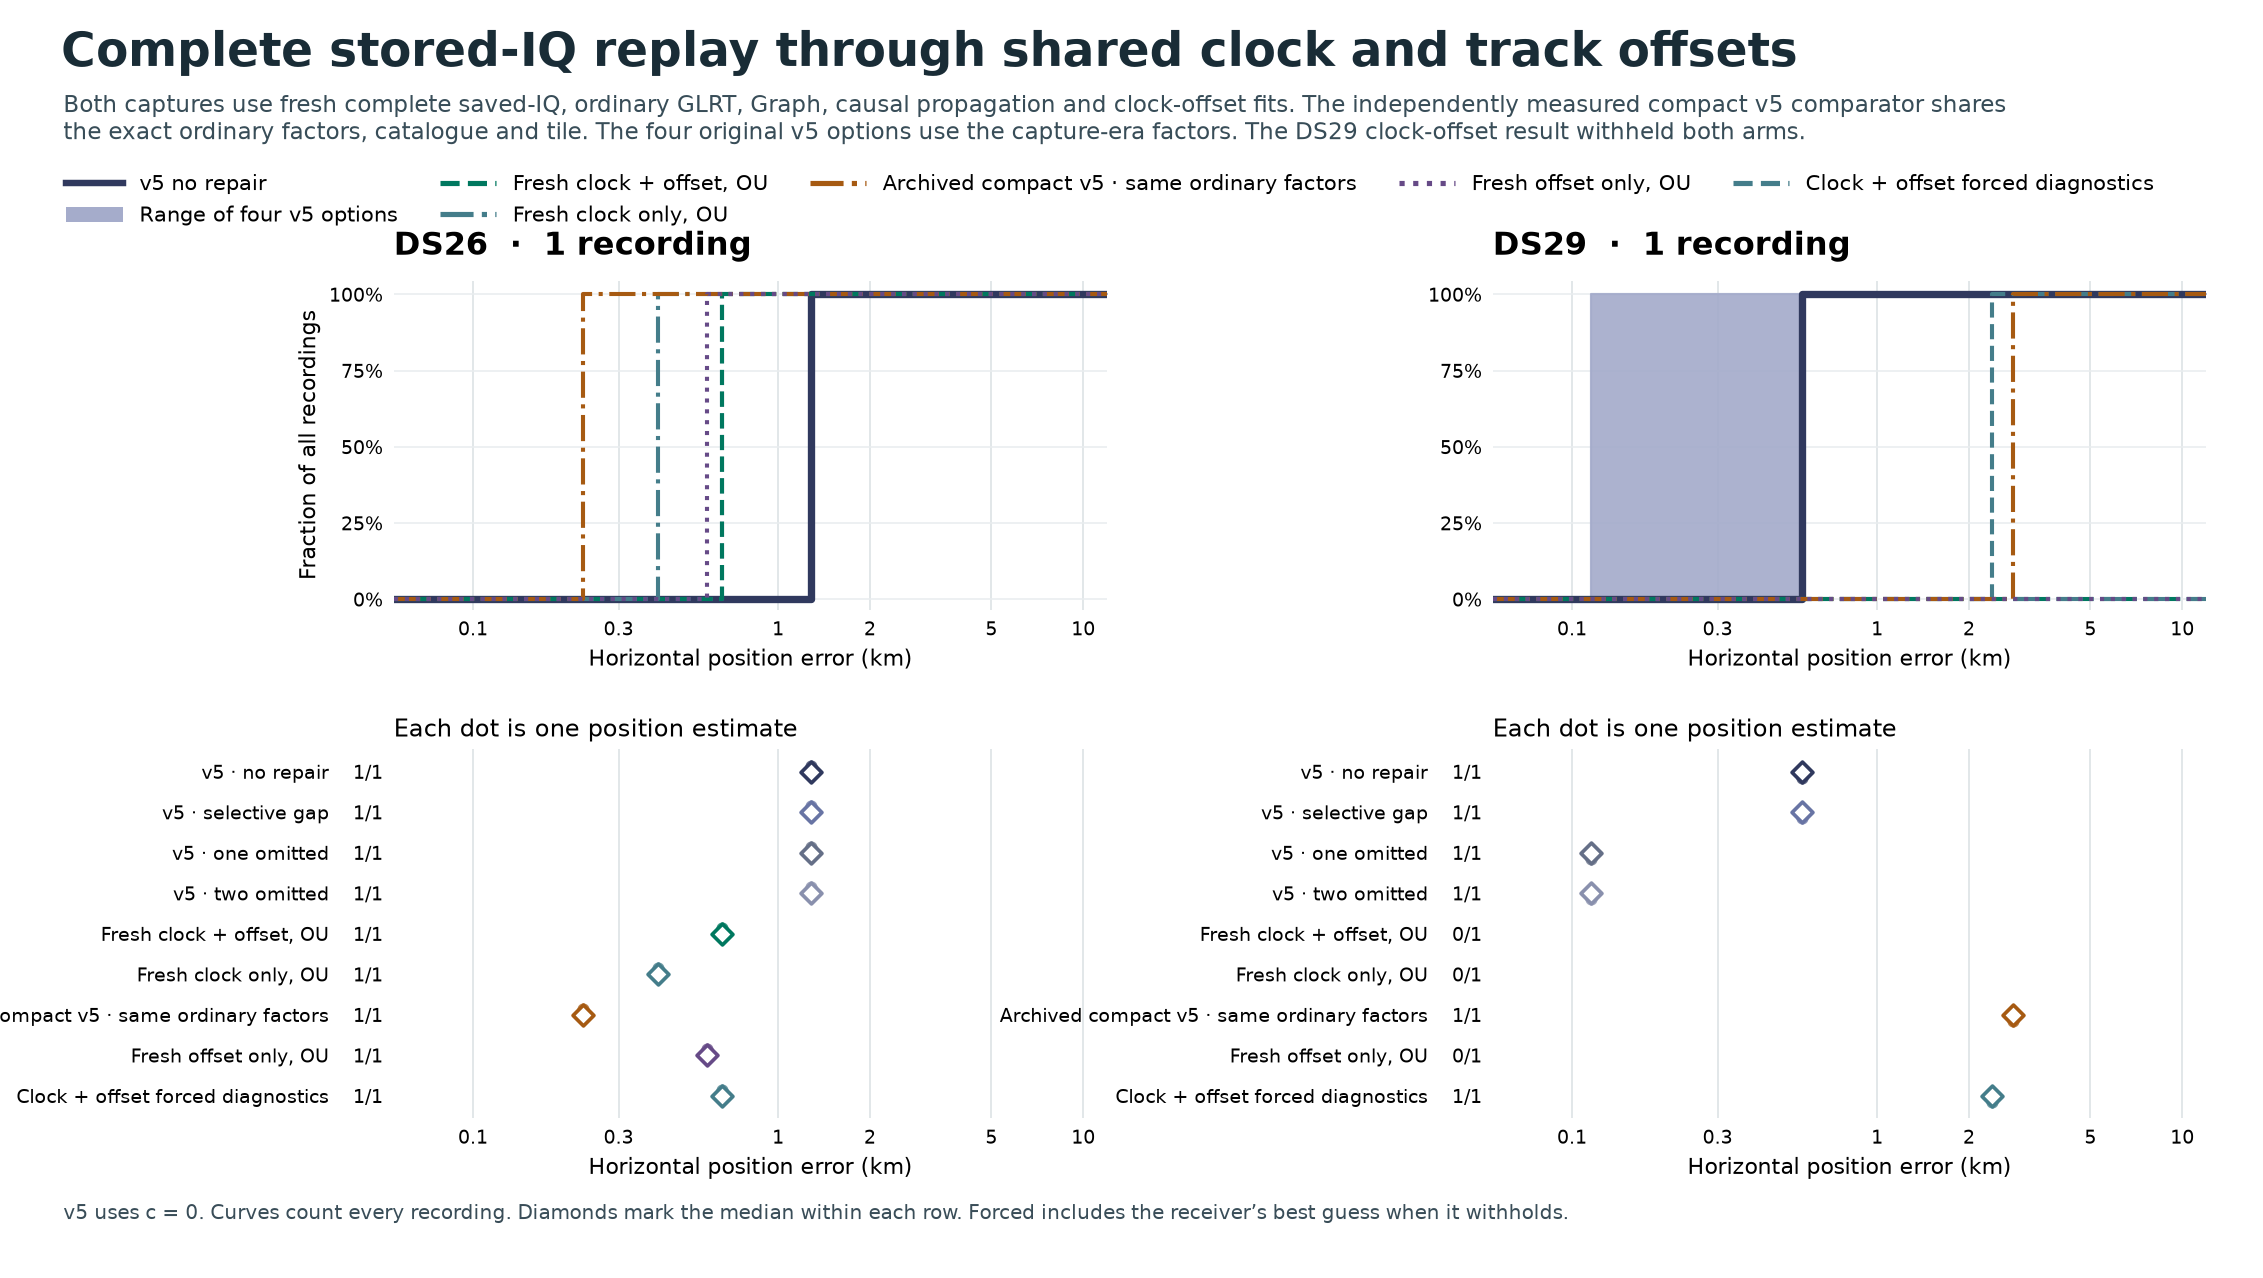 Complete stored-IQ replay through shared clock and track offsets
Both captures use fresh complete saved-IQ, ordinary GLRT, Graph, causal propagation and clock-offset fits. The independently measured compact v5 comparator shares
the exact ordinary factors, catalogue and tile. The four original v5 options use the capture-era factors. The DS29 clock-offset result withheld both arms.
v5 no repair
Range of four v5 options
Fresh clock + offset, OU
Fresh clock only, OU
Archived compact v5 · same ordinary factors
Fresh offset only, OU
Clock + offset forced diagnostics
DS26 · 1 recording
Fraction of all recordings
100%
75%
50%
25%
0%
0.1 0.3 1 2 5 10
Horizontal position error (km)
DS29 · 1 recording
100%
75%
50%
25%
0%
0.1 0.3 1 2 5 10
Horizontal position error (km)
Each dot is one position estimate
v5 · no repair 1/1
v5 · selective gap 1/1
v5 · one omitted 1/1
v5 · two omitted 1/1
Fresh clock + offset, OU 1/1
Fresh clock only, OU 1/1
ompact v5 · same ordinary factors 1/1
Fresh offset only, OU 1/1
Clock + offset forced diagnostics 1/1
0.1 0.3 1 2 5 10
Horizontal position error (km)
Each dot is one position estimate
v5 · no repair 1/1
v5 · selective gap 1/1
v5 · one omitted 1/1
v5 · two omitted 1/1
Fresh clock + offset, OU 0/1
Fresh clock only, OU 0/1
Archived compact v5 · same ordinary factors 1/1
Fresh offset only, OU 0/1
Clock + offset forced diagnostics 1/1
0.1 0.3 1 2 5 10
Horizontal position error (km)
v5 uses c = 0. Curves count every recording. Diamonds mark the median within each row. Forced includes the receiver’s best guess when it withholds.